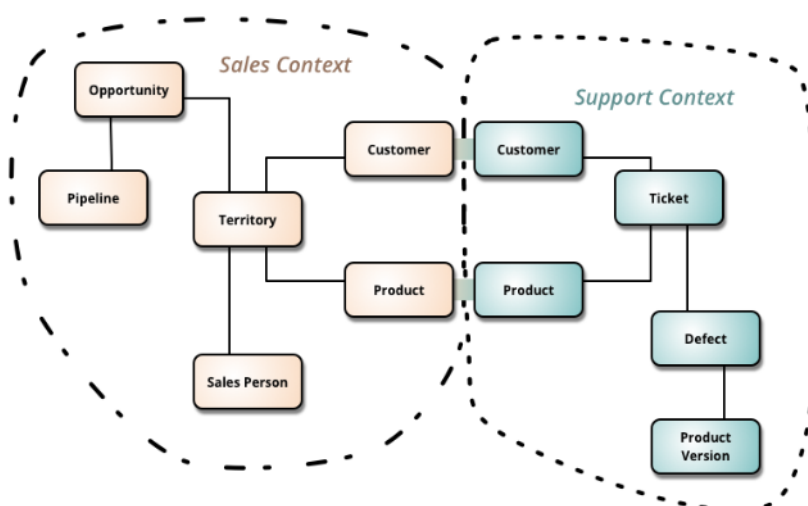 Sales Context
Opportunity
Support Context
Customer
Customer
Pipeline
Ticket
Territory
Product
Product
Defect
Sales Person
Product
Version